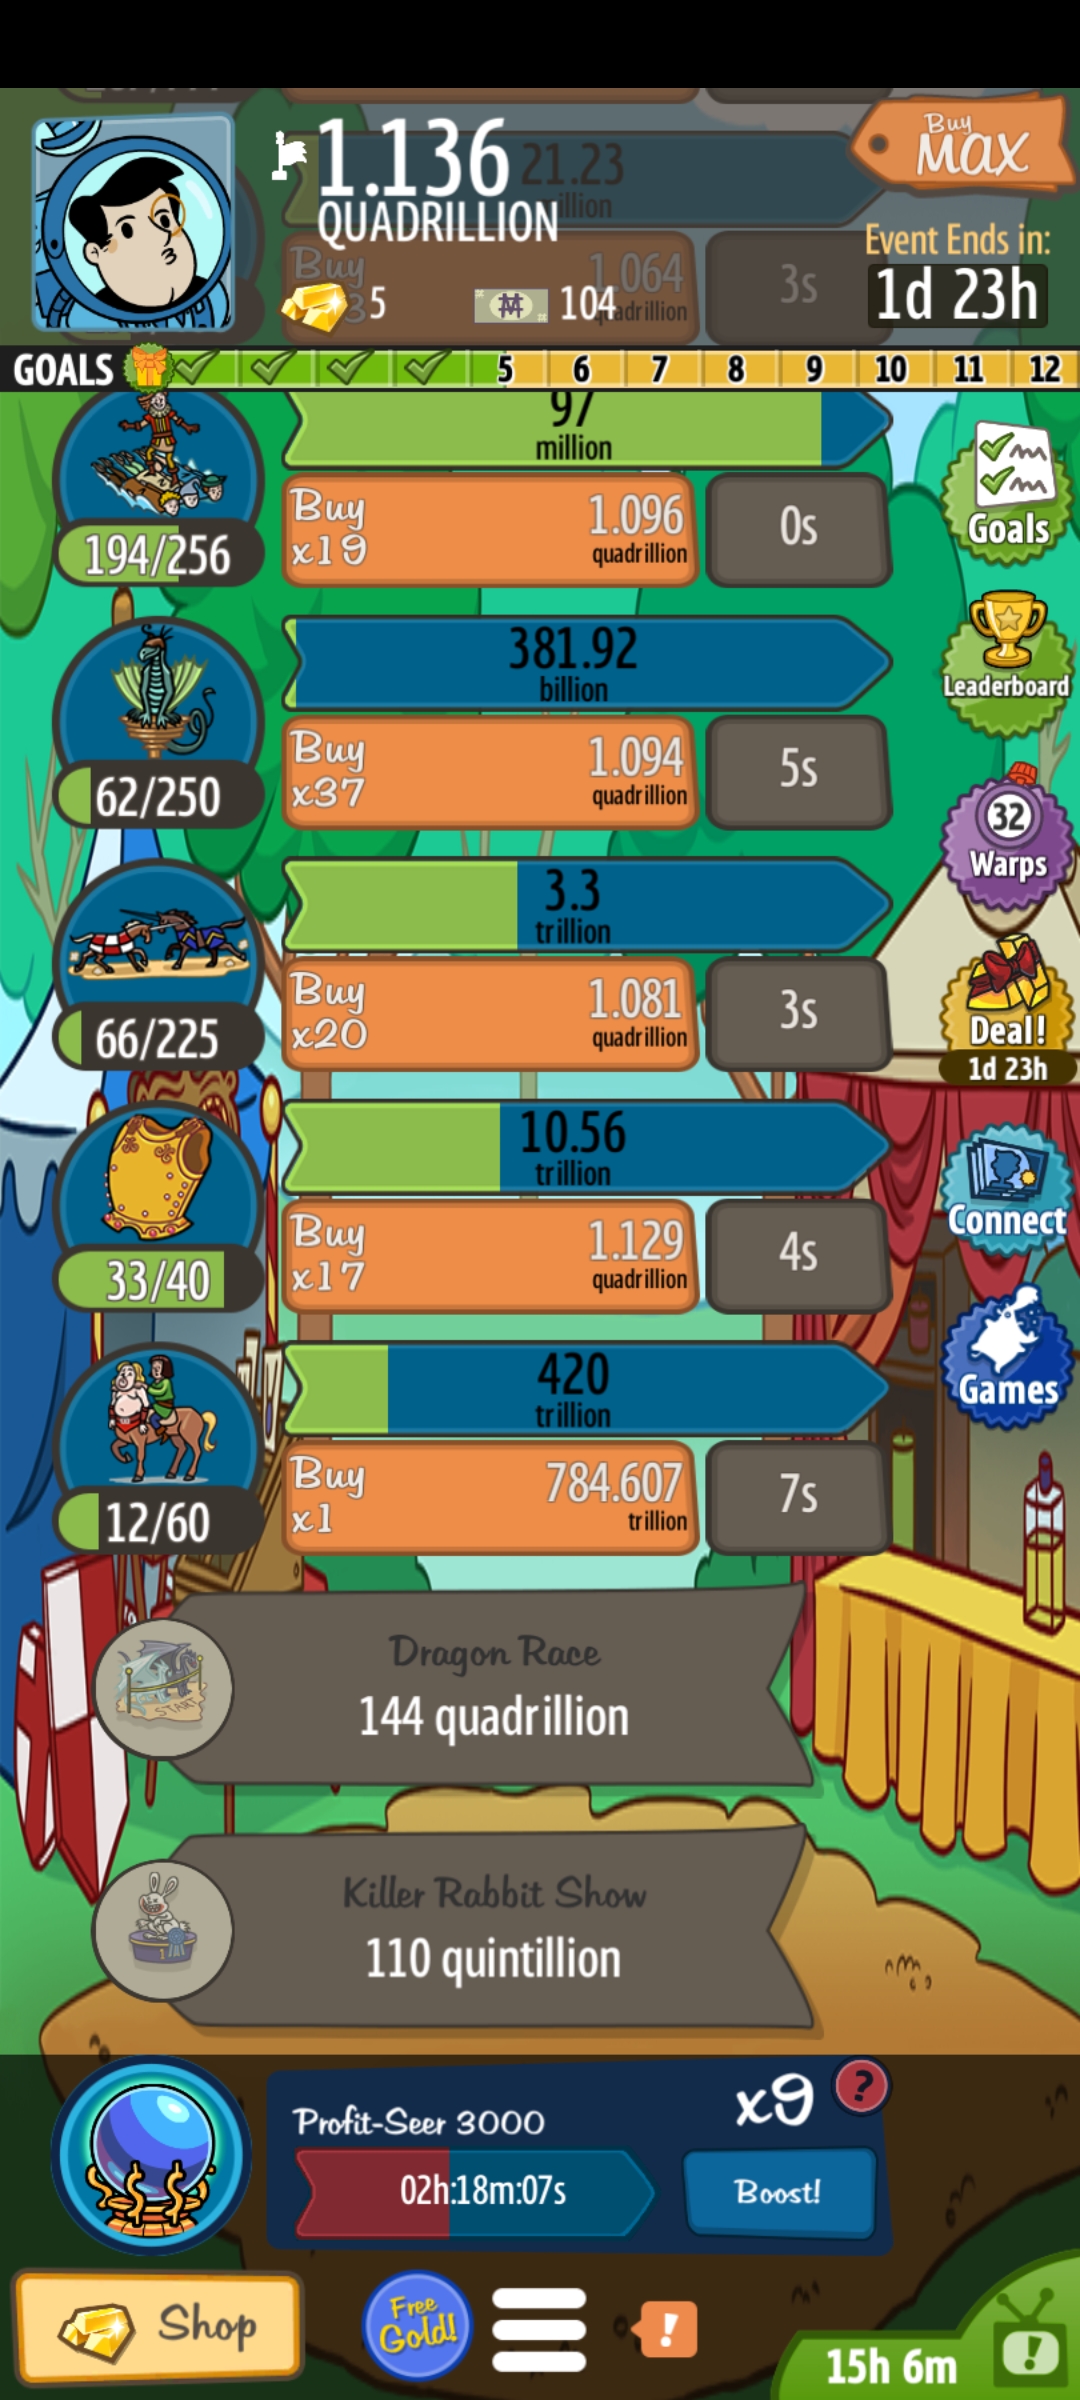 1.136
QUADRILLION
21.23
Buy
MAX
Buy
1.064
quadrillion
3s
5
104
Event Ends in:
1d 23h
GOALS 5 6 7 8 9 10 11 12
97
million
194/256
Buy
x19
1.096
quadrillion
0s
Goals
381.92
billion
62/250
Buy
x37
1.094
quadrillion
5s
Leaderboard
32
Warps
3.3
trillion
66/225
Buy
x20
1.081
quadrillion
3s
Deal!
1d 23h
10.56
trillion
33/40
Buy
x17
1.129
quadrillion
4s
Connect
420
trillion
12/60
Buy
x1
784.607
trillion
7s
Games
START
Dragon Race
144 quadrillion
1
Killer Rabbit Show
110 quintillion
Profit-Seer 3000
x9
?
02h:18m:07s
Boost!
Shop
Free
Gold!
!
15h 6m
!